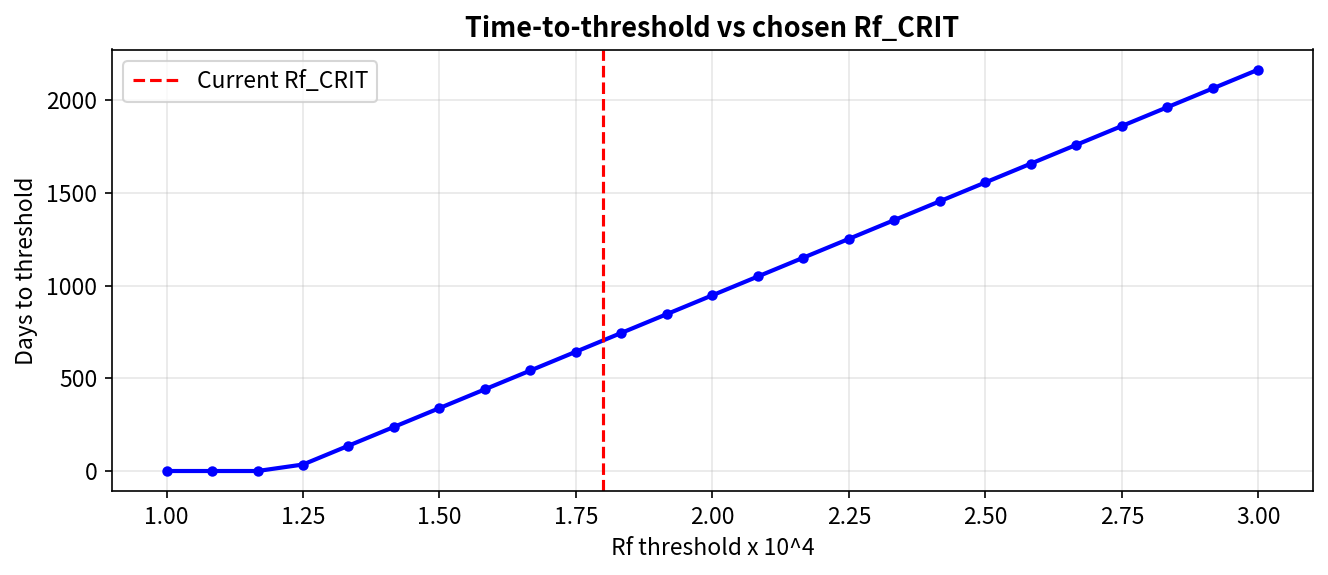 Time-to-threshold vs chosen Rf_CRIT
Current Rf_CRIT
Days to threshold
2000
1500
1000
500
0
1.00 1.25 1.50 1.75 2.00 2.25 2.50 2.75 3.00
Rf threshold x 10^4